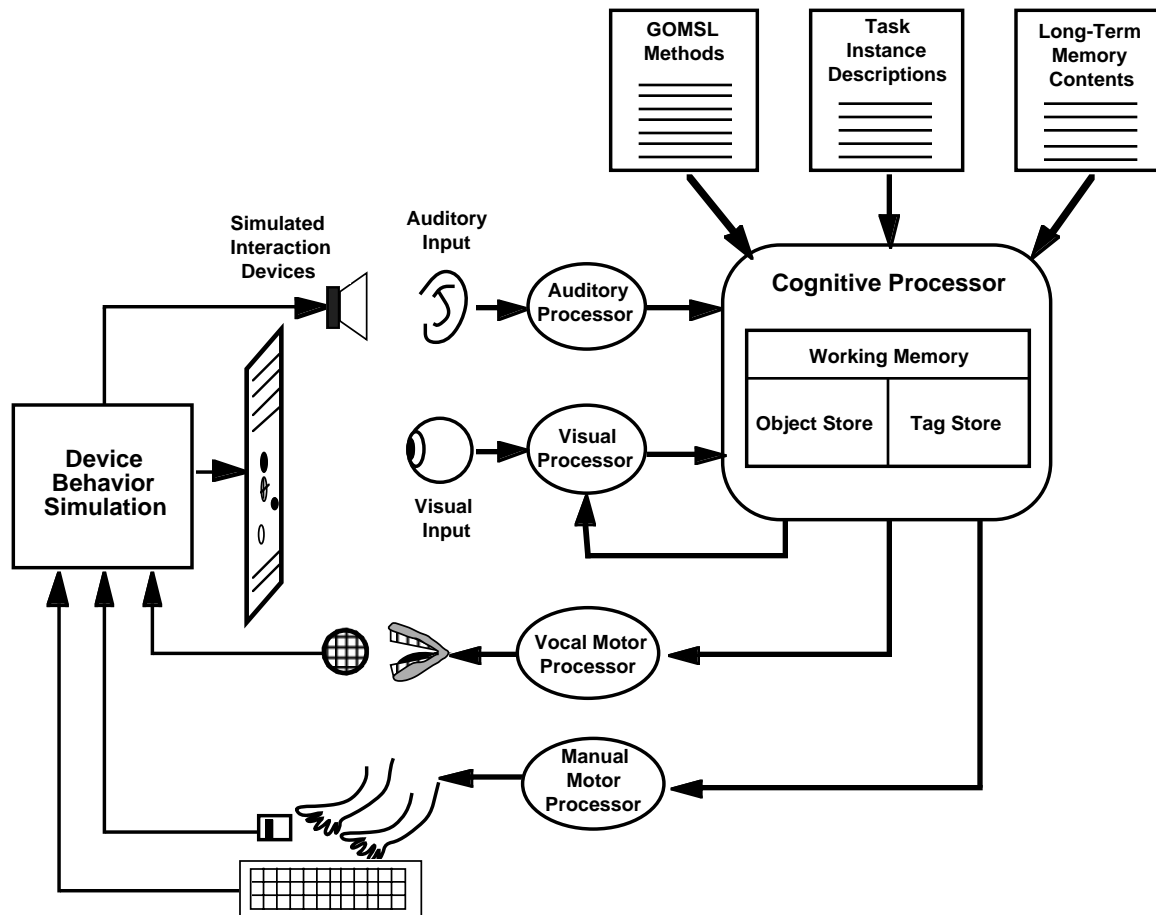 GOMSL
Methods
Task
Instance
Descriptions
Long-Term
Memory
Contents
Simulated
Interaction
Devices
Auditory
Input
Auditory
Processor
Cognitive Processor
Working Memory
Object Store
Tag Store
Device
Behavior
Simulation
Visual
Processor
Visual
Input
Vocal Motor
Processor
Manual
Motor
Processor